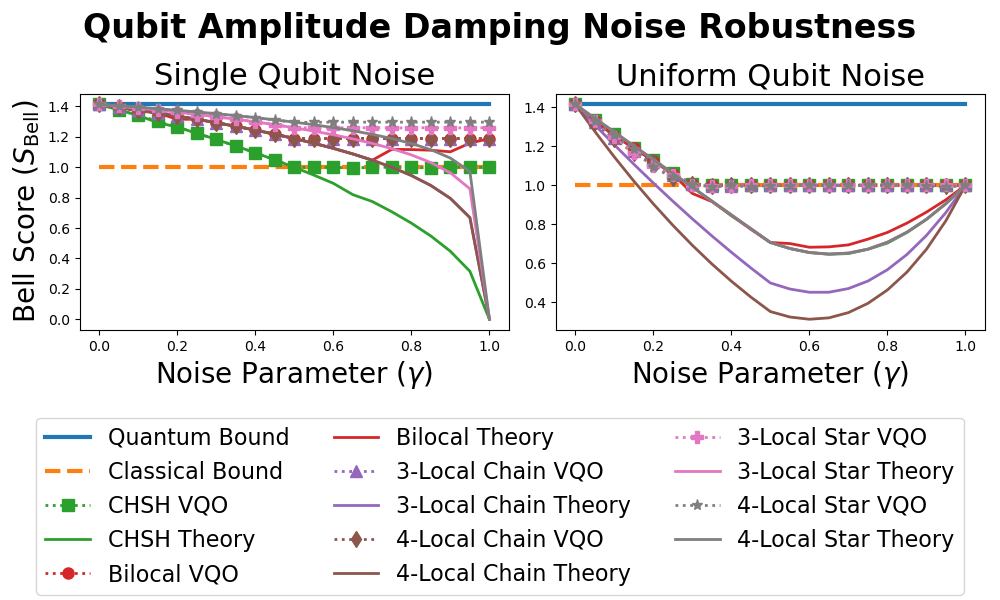 Qubit Amplitude Damping Noise Robustness
Single Qubit Noise
Uniform Qubit Noise
Bell Score (S_Bell)
1.4
1.2
1.0
0.8
0.6
0.4
0.2
0.0
0.0 0.2 0.4 0.6 0.8 1.0
Noise Parameter (γ)
1.4
1.2
1.0
0.8
0.6
0.4
0.0 0.2 0.4 0.6 0.8 1.0
Noise Parameter (γ)
Quantum Bound
Classical Bound
CHSH VQO
CHSH Theory
Bilocal VQO
Bilocal Theory
3-Local Chain VQO
3-Local Chain Theory
4-Local Chain VQO
4-Local Chain Theory
3-Local Star VQO
3-Local Star Theory
4-Local Star VQO
4-Local Star Theory